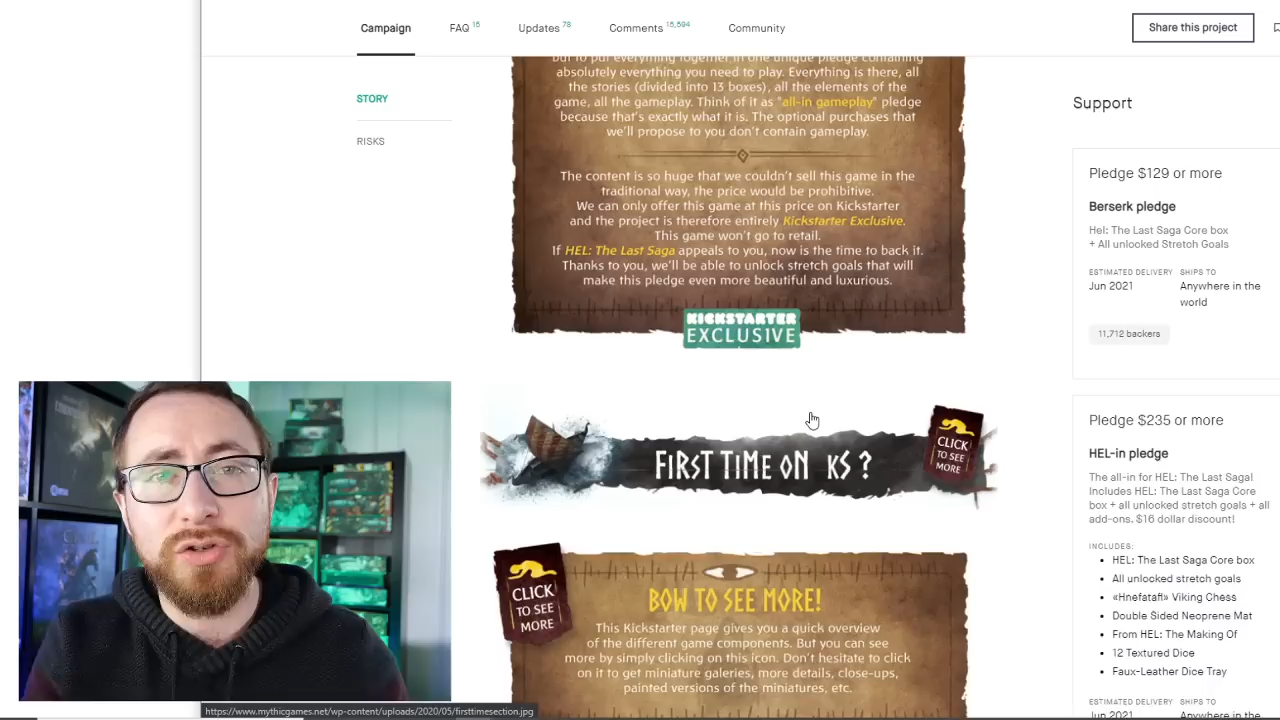 Campaign
FAQ 15
Updates 78
Comments 15,594
Community
Share this project
STORY
RISKS
but to put everything together in one unique pledge containing
absolutely everything you need to play. Everything is there, all
the stories (divided into 13 boxes), all the elements of the
game, all the gameplay. Think of it as "all-in gameplay" pledge
because that's exactly what it is. The optional purchases that
we'll propose to you don't contain gameplay.
The content is so huge that we couldn't sell this game in the
traditional way, the price would be prohibitive.
We can only offer this game at this price on Kickstarter
and the project is therefore entirely Kickstarter Exclusive.
This game won't go to retail.
If HEL: The Last Saga appeals to you, now is the time to back it.
Thanks to you, we'll be able to unlock stretch goals that will
make this pledge even more beautiful and luxurious.
KICKSTARTER
EXCLUSIVE
FIRST TIME ON KS ?
CLICK
TO SEE
MORE
CLICK
TO SEE
MORE
BOW TO SEE MORE!
This Kickstarter page gives you a quick overview
of the different game components. But you can see
more by simply clicking on this icon. Don't hesitate to click
on it to get miniature galeries, more details, close-ups,
painted versions of the miniatures, etc.
Support
Pledge $129 or more
Berserk pledge
Hel: The Last Saga Core box
+ All unlocked Stretch Goals
ESTIMATED DELIVERY SHIPS TO
Jun 2021 Anywhere in the
world
11,712 backers
Pledge $235 or more
HEL-in pledge
The all-in for HEL: The Last Saga!
Includes HEL: The Last Saga Core
box + all unlocked stretch goals + all
add-ons. $16 dollar discount!
INCLUDES:
HEL: The Last Saga Core box
All unlocked stretch goals
«Hnefatafl» Viking Chess
Double Sided Neoprene Mat
From HEL: The Making Of
12 Textured Dice
Faux-Leather Dice Tray
ESTIMATED DELIVERY SHIPS TO
Jun 2021 Anywhere in the
https://www.mythicgames.net/wp-content/uploads/2020/05/firsttimesection.jpg